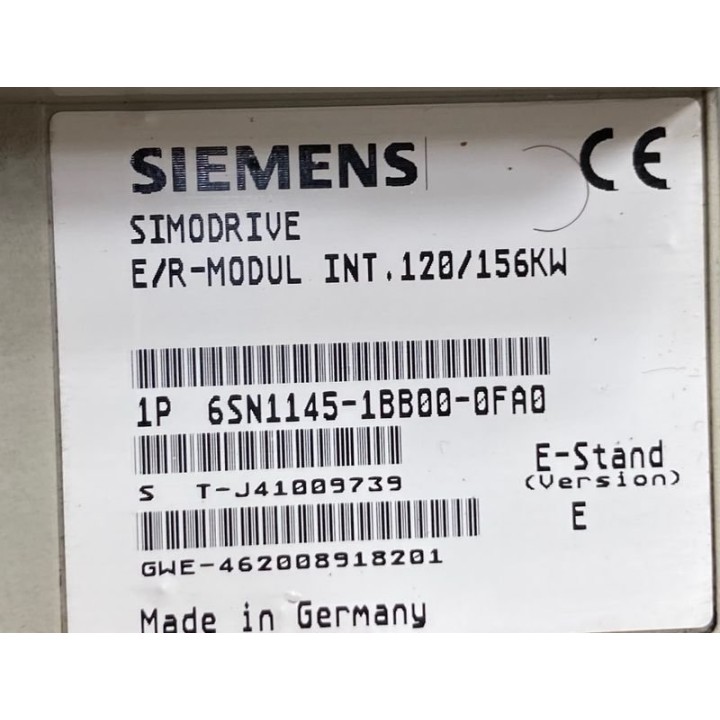 SIEMENS CE
SIMODRIVE
E/R-MODUL INT.120/156KW
1P 6SN1145-1BB00-0FA0
S T-J41009739
E-Stand
(Version)
E
GWE-462008918201
Made in Germany